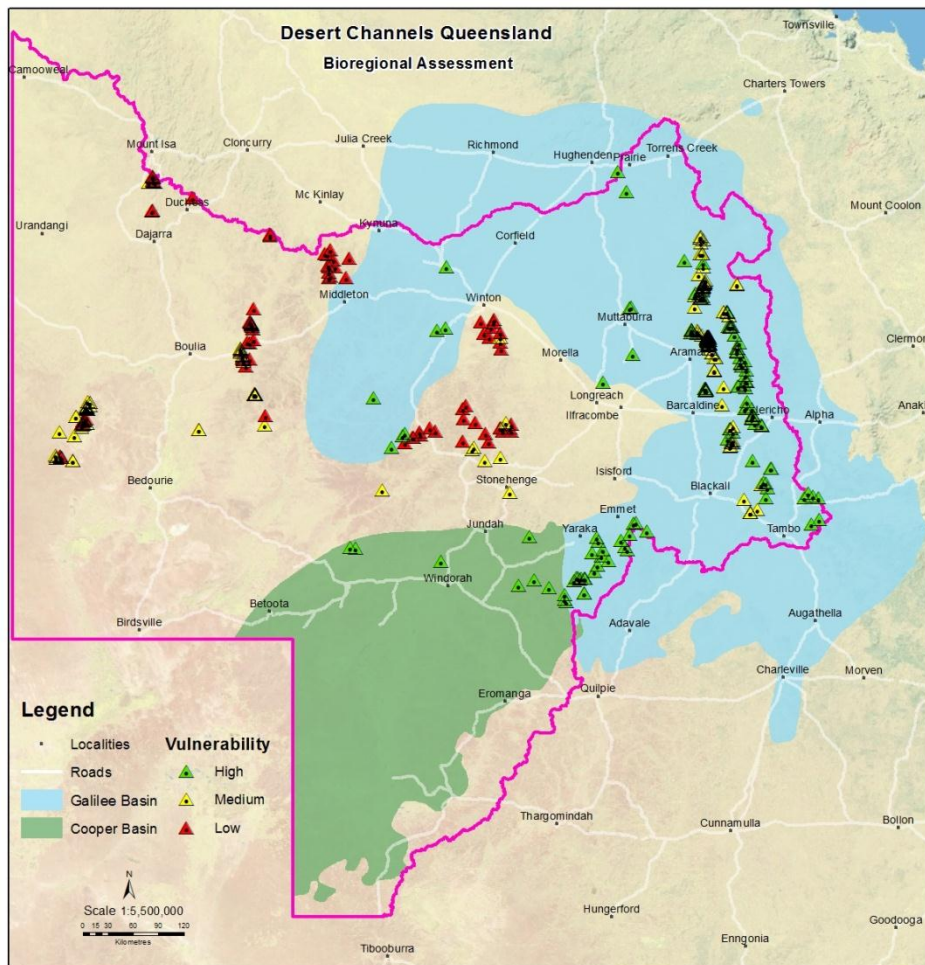 Desert Channels Queensland
Bioregional Assessment
Townsville
Camooweal
Charters Towers
Mount Isa
Cloncurry
Julia Creek
Richmond
Hughenden
Prairie
Torrens Creek
Mc Kinlay
Duchess
Urandangi
Dajarra
Kynuna
Corfield
Mount Coolon
Middleton
Winton
Muttaburra
Boulia
Morella
Aramac
Clermon
Longreach
Ilfracombe
Barcaldine
Jericho
Alpha
Anak
Isisford
Bedourie
Stonehenge
Blackall
Emmet
Jundah
Yaraka
Tambo
Windorah
Betoota
Birdsville
Adavale
Augathella
Charleville
Morven
Eromanga
Quilpie
Legend
Localities
Roads
Galilee Basin
Cooper Basin
Vulnerability
High
Medium
Low
Thargomindah
Cunnamulla
Bollon
N
Scale 1:5,500,000
0 15 30 60 90 120
Kilometres
Hungerford
Goodooga
Tibooburra
Enngonia